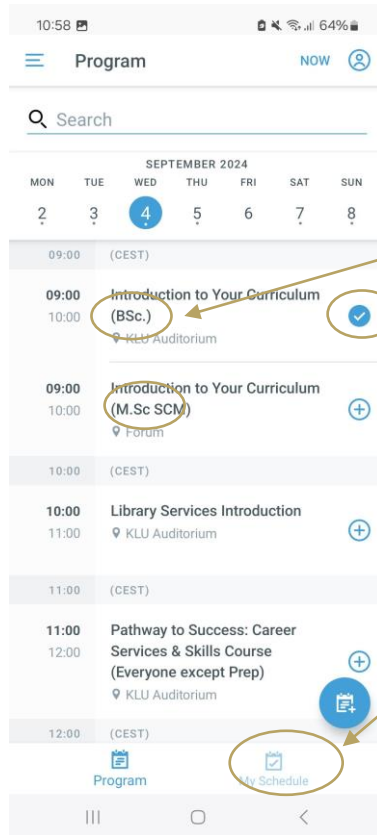 10:58 64%
Program NOW
Search
SEPTEMBER 2024
MON TUE WED THU FRI SAT SUN
2 3 4 5 6 7 8
09:00 (CEST)
09:00 Introduction to Your Curriculum
10:00 (BSc.)
KLU Auditorium
09:00 Introduction to Your Curriculum
10:00 (M.Sc SCM)
Forum
10:00 (CEST)
10:00 Library Services Introduction
11:00 KLU Auditorium
11:00 (CEST)
11:00 Pathway to Success: Career
12:00 Services & Skills Course
(Everyone except Prep)
KLU Auditorium
12:00 (CEST)
Program My Schedule